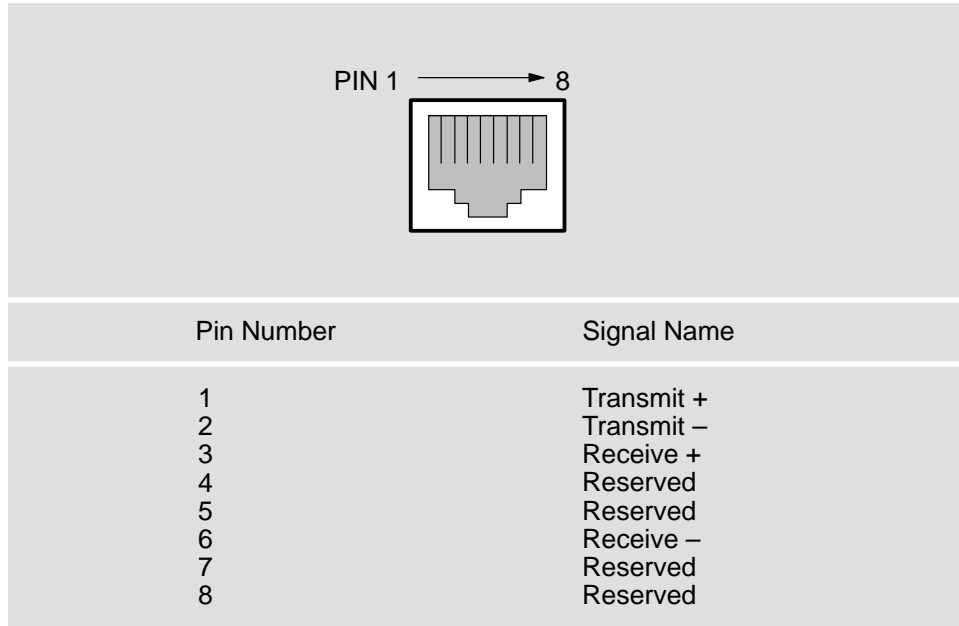 PIN 1 8
Pin Number Signal Name
1 Transmit +
2 Transmit –
3 Receive +
4 Reserved
5 Reserved
6 Receive –
7 Reserved
8 Reserved